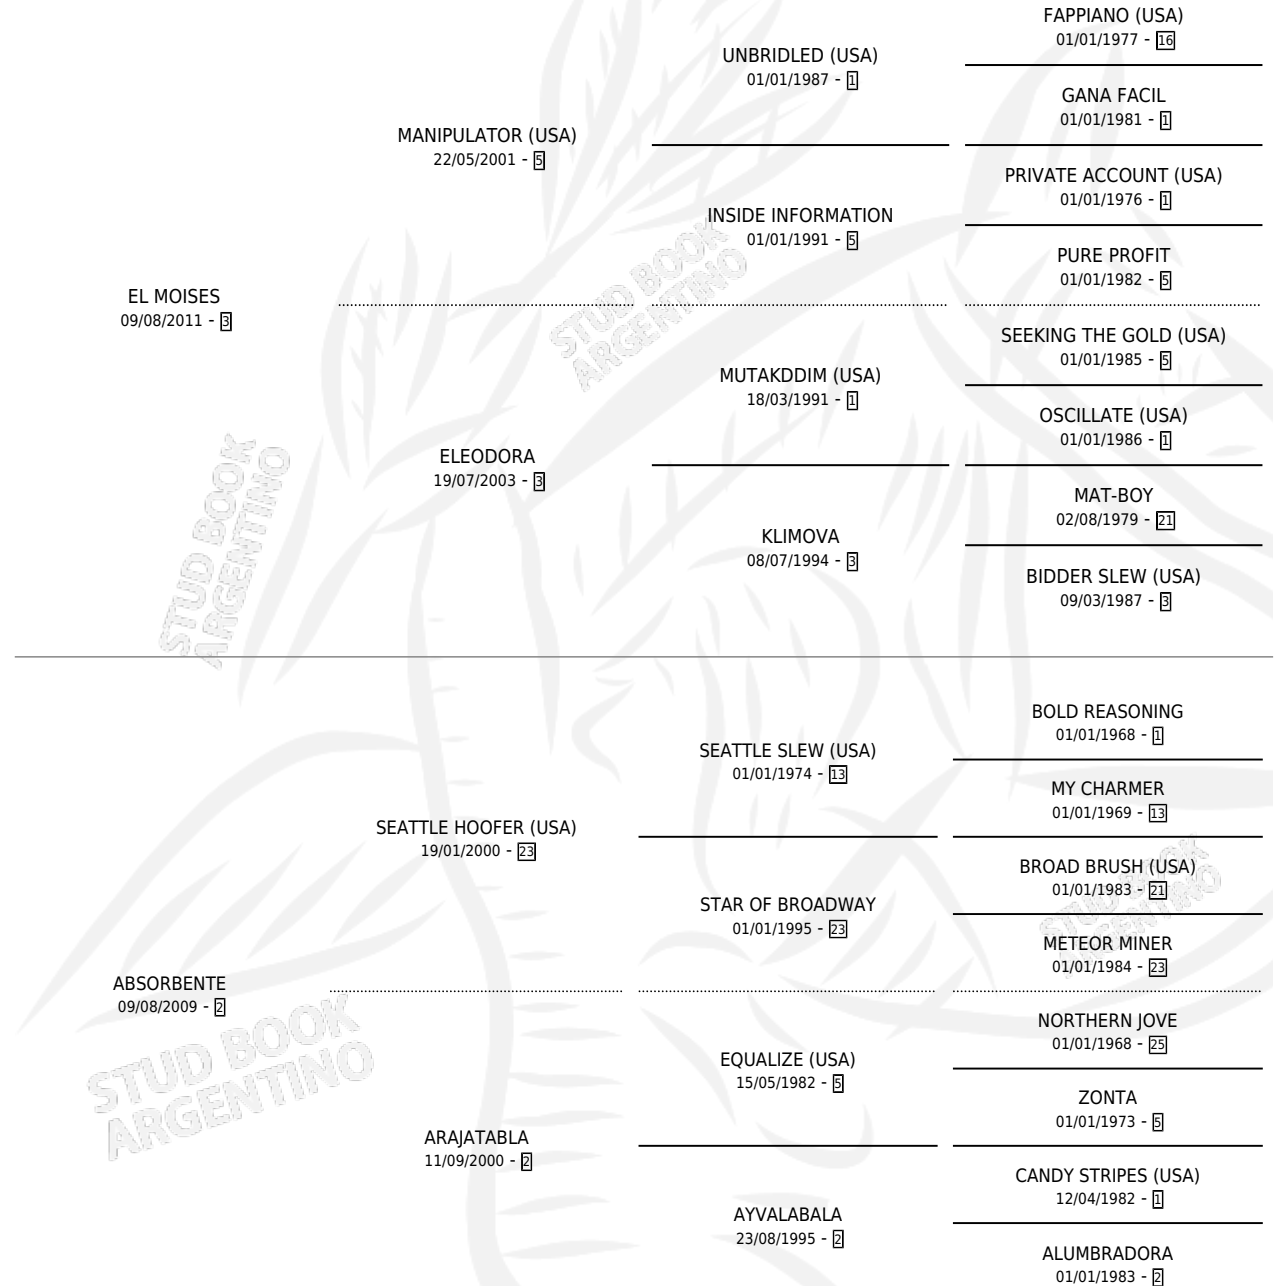 FAPPIANO (USA)
01/01/1977 - 16
UNBRIDLED (USA)
01/01/1987 - 1
GANA FACIL
01/01/1981 - 1
MANIPULATOR (USA)
22/05/2001 - 5
PRIVATE ACCOUNT (USA)
01/01/1976 - 1
INSIDE INFORMATION
01/01/1991 - 5
PURE PROFIT
01/01/1982 - 5
EL MOISES
09/08/2011 - 3
STUD BOOK
ARGENTINO
SEEKING THE GOLD (USA)
01/01/1985 - 5
MUTAKDDIM (USA)
18/03/1991 - 1
OSCILLATE (USA)
01/01/1986 - 1
ELEODORA
19/07/2003 - 3
MAT-BOY
02/08/1979 - 21
KLIMOVA
08/07/1994 - 3
BIDDER SLEW (USA)
09/03/1987 - 3
STUD BOOK
ARGENTINO
BOLD REASONING
01/01/1968 - 1
SEATTLE SLEW (USA)
01/01/1974 - 13
MY CHARMER
01/01/1969 - 13
SEATTLE HOOFER (USA)
19/01/2000 - 23
BROAD BRUSH (USA)
01/01/1983 - 21
STAR OF BROADWAY
01/01/1995 - 23
METEOR MINER
01/01/1984 - 23
STUD BOOK
ARGENTINO
ABSORBENTE
09/08/2009 - 2
NORTHERN JOVE
01/01/1968 - 25
EQUALIZE (USA)
15/05/1982 - 5
ZONTA
01/01/1973 - 5
STUD BOOK
ARGENTINO
ARAJATABLA
11/09/2000 - 2
CANDY STRIPES (USA)
12/04/1982 - 1
AYVALABALA
23/08/1995 - 2
ALUMBRADORA
01/01/1983 - 2